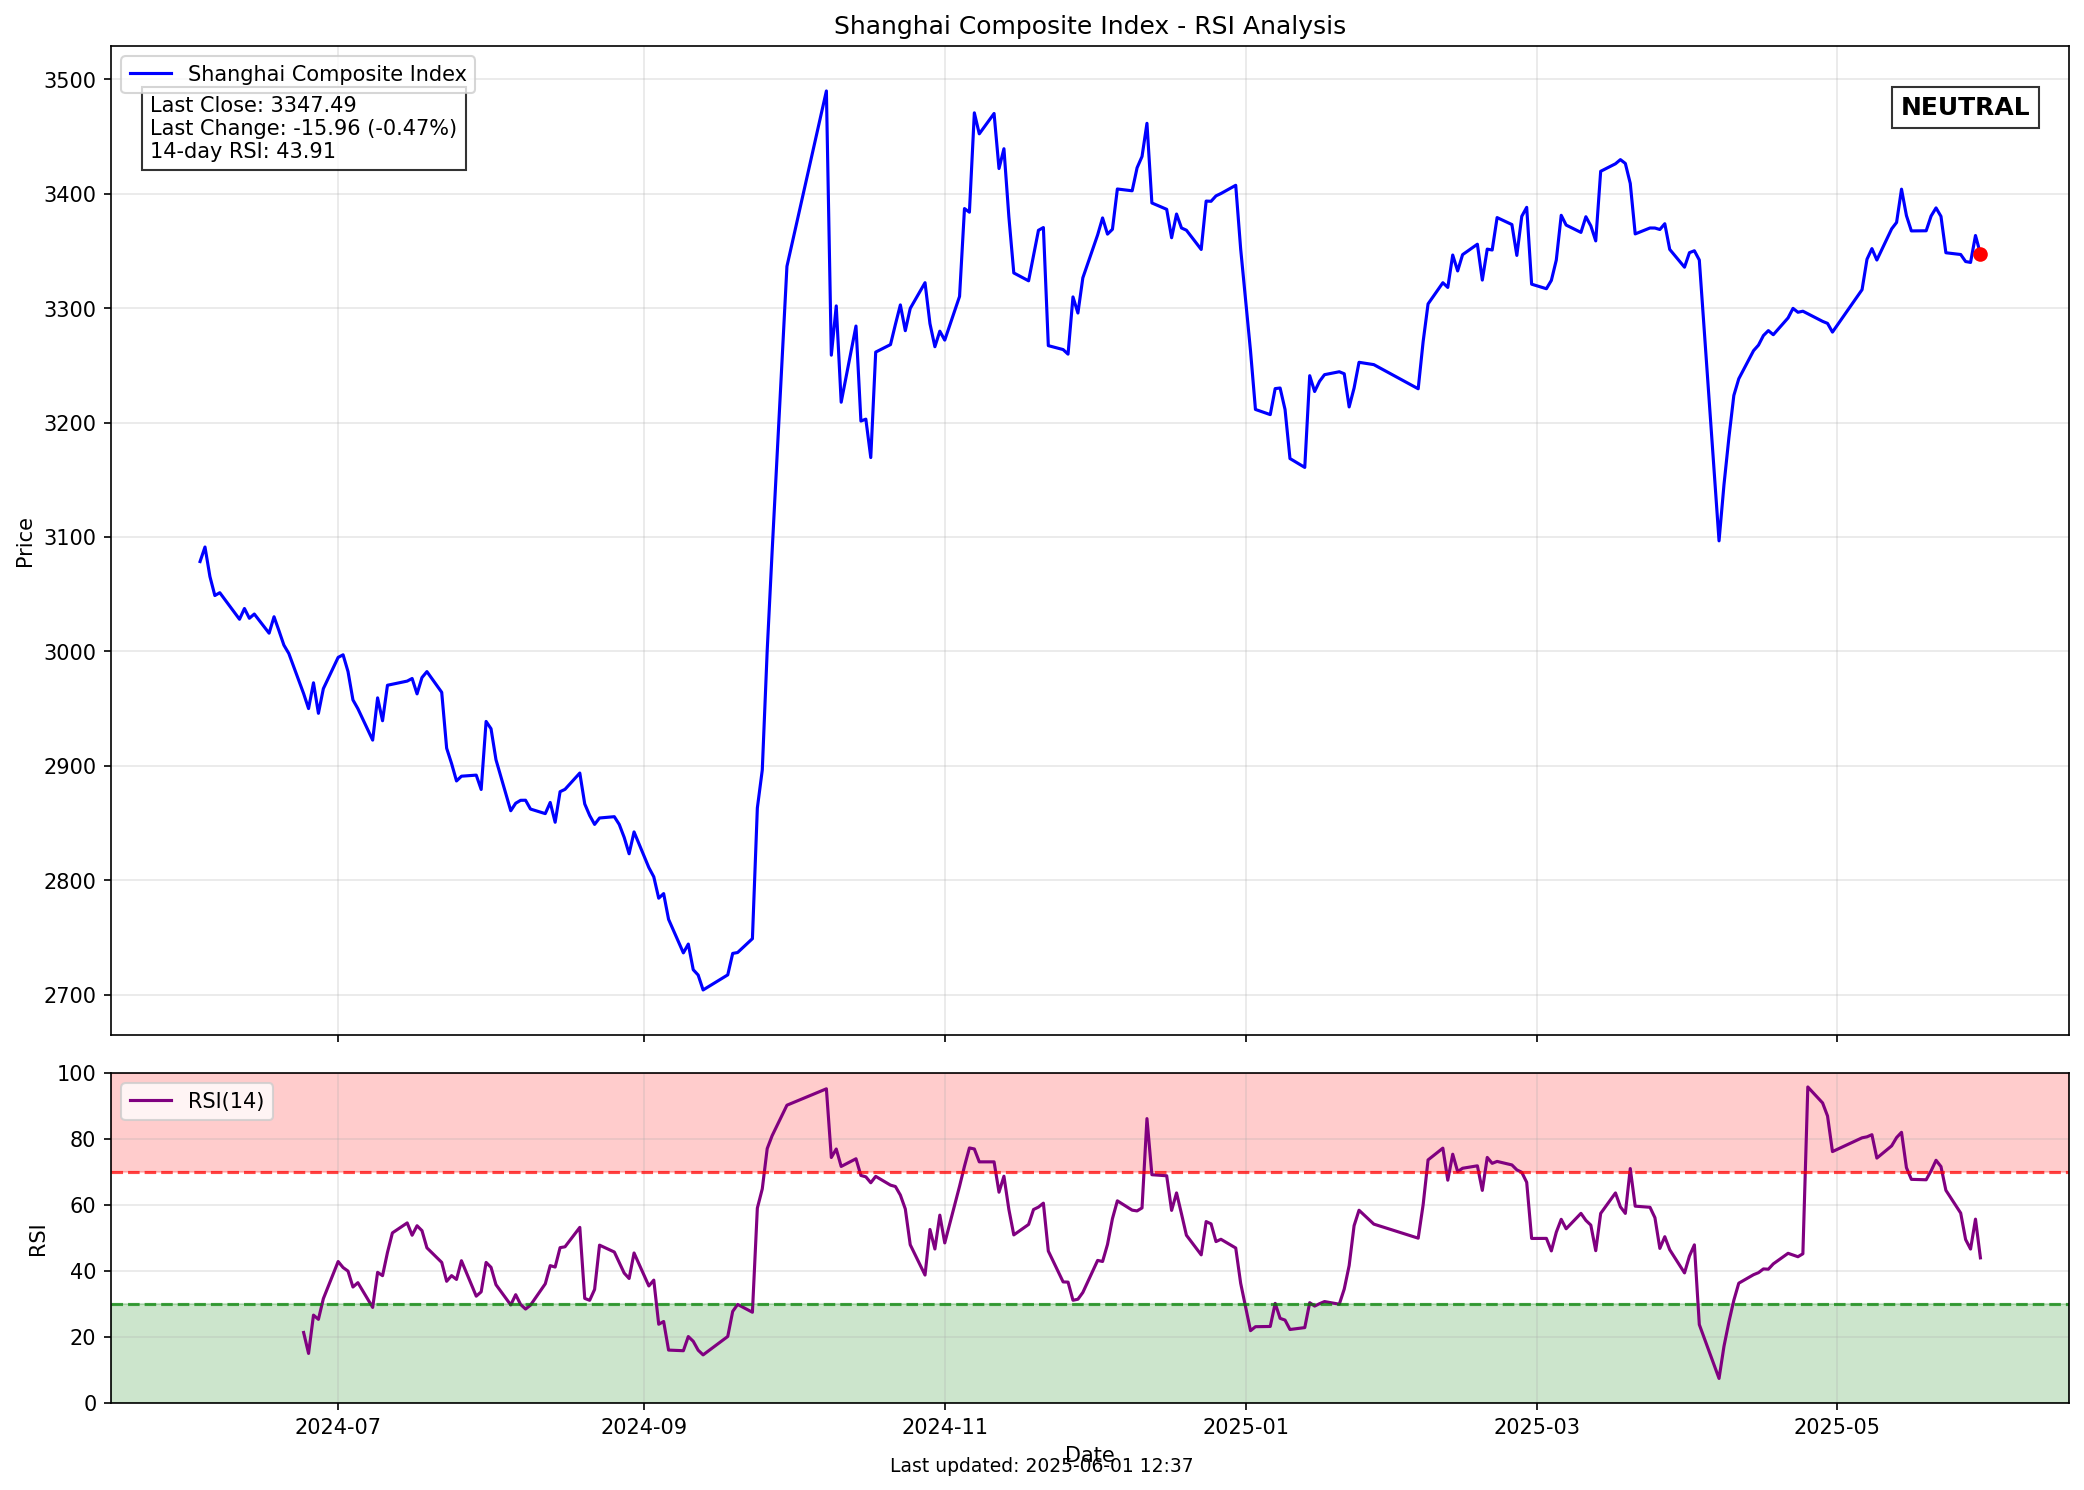 Shanghai Composite Index - RSI Analysis
Shanghai Composite Index
Last Close: 3347.49
Last Change: -15.96 (-0.47%)
14-day RSI: 43.91
NEUTRAL
Price
3500
3400
3300
3200
3100
3000
2900
2800
2700
RSI(14)
RSI
100
80
60
40
20
0
2024-07
2024-09
2024-11
2025-01
2025-03
2025-05
Date
Last updated: 2025-06-01 12:37